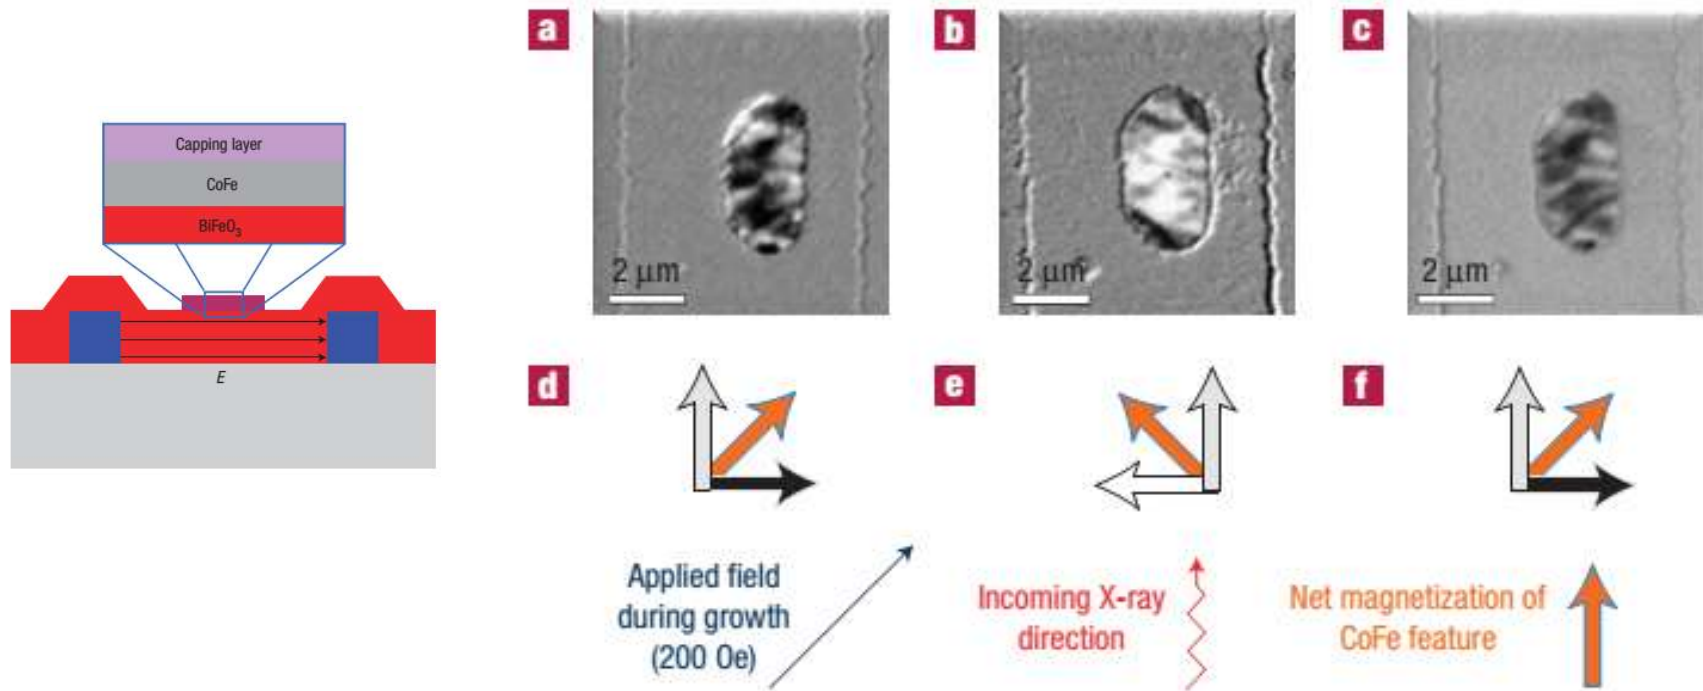 Capping layer
CoFe
BiFeO₃
E
a
b
c
2 μm
2 μm
2 μm
d
e
f
Applied field
during growth
(200 Oe)
Incoming X-ray
direction
Net magnetization of
CoFe feature